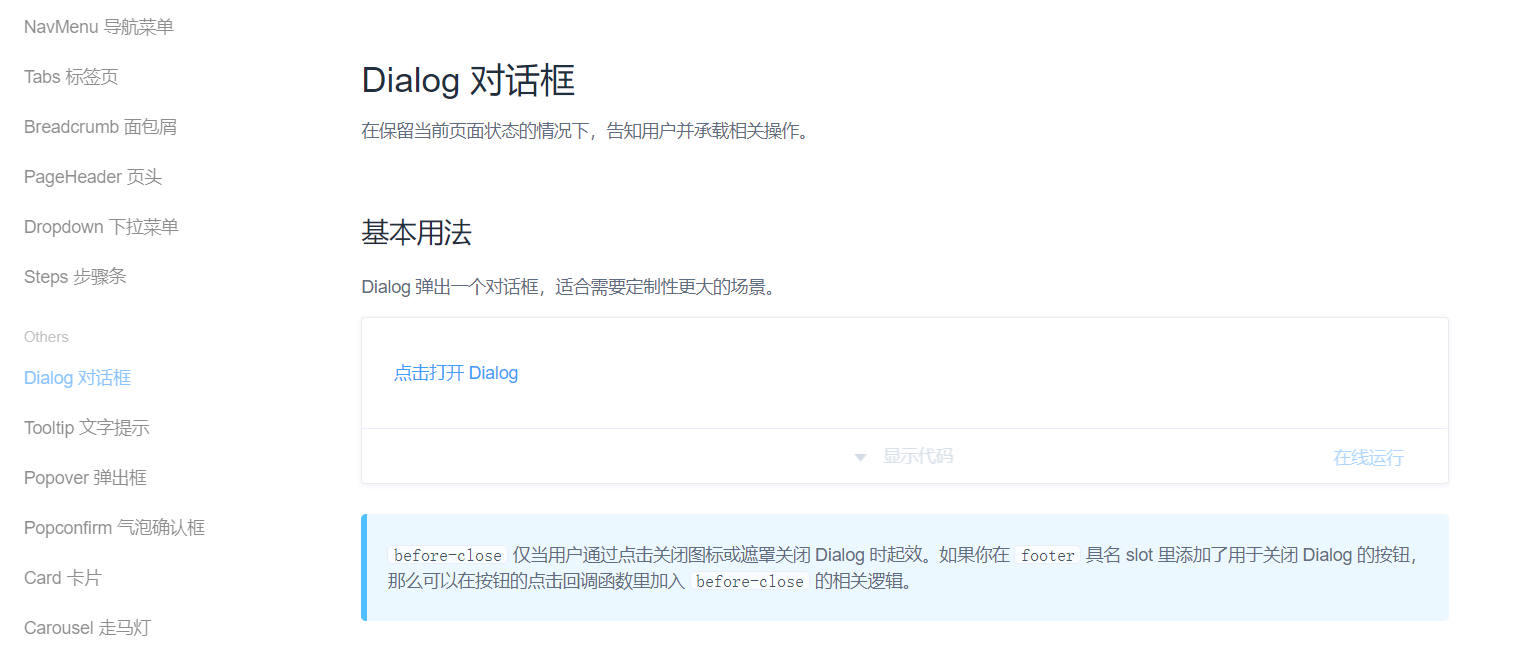 NavMenu 导航菜单
Tabs 标签页
Breadcrumb 面包屑
PageHeader 页头
Dropdown 下拉菜单
Steps 步骤条
Others
Dialog 对话框
Tooltip 文字提示
Popover 弹出框
Popconfirm 气泡确认框
Card 卡片
Carousel 走马灯
Dialog 对话框
在保留当前页面状态的情况下，告知用户并承载相关操作。
基本用法
Dialog 弹出一个对话框，适合需要定制性更大的场景。
点击打开 Dialog
显示代码
在线运行
before-close 仅当用户通过点击关闭图标或遮罩关闭 Dialog 时起效。如果你在 footer 具名 slot 里添加了用于关闭 Dialog 的按钮，
那么可以在按钮的点击回调函数里加入 before-close 的相关逻辑。